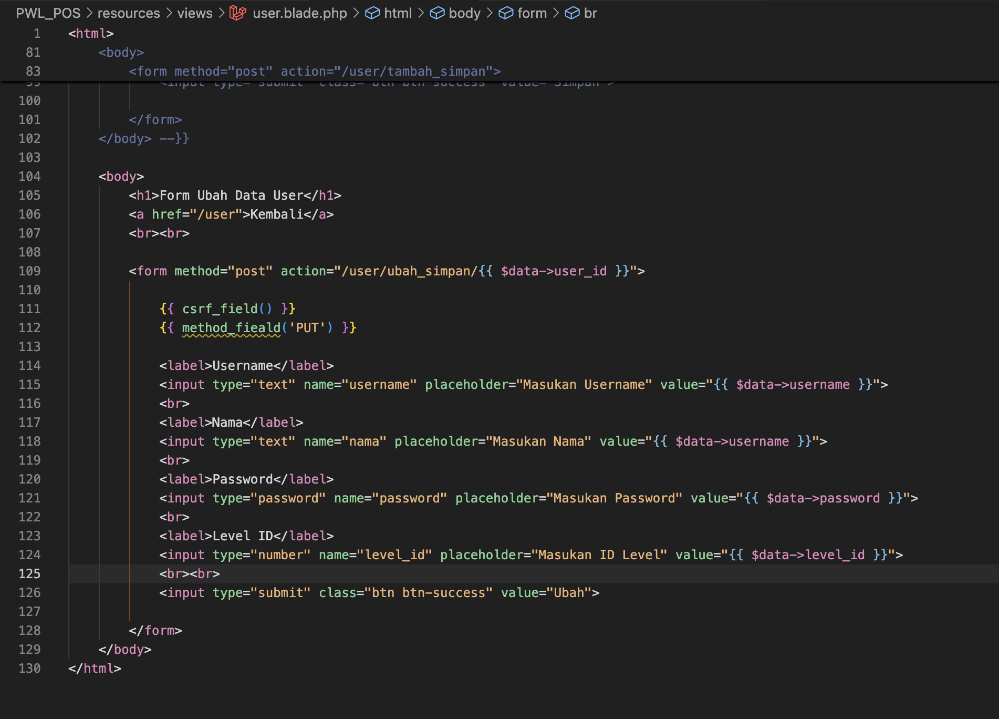 PWL_POS > resources > views > user.blade.php > html > body > form > br
1 <html>
81 <body>
83 <form method="post" action="/user/tambah_simpan">
99 <input type="submit" class="btn btn-success" value="Simpan">
100
101 </form>
102 </body> --}}
103
104 <body>
105 <h1>Form Ubah Data User</h1>
106 <a href="/user">Kembali</a>
107 <br><br>
108
109 <form method="post" action="/user/ubah_simpan/{{ $data->user_id }}">
110
111 {{ csrf_field() }}
112 {{ method_fieald('PUT') }}
113
114 <label>Username</label>
115 <input type="text" name="username" placeholder="Masukan Username" value="{{ $data->username }}">
116 <br>
117 <label>Nama</label>
118 <input type="text" name="nama" placeholder="Masukan Nama" value="{{ $data->username }}">
119 <br>
120 <label>Password</label>
121 <input type="password" name="password" placeholder="Masukan Password" value="{{ $data->password }}">
122 <br>
123 <label>Level ID</label>
124 <input type="number" name="level_id" placeholder="Masukan ID Level" value="{{ $data->level_id }}">
125 <br><br>
126 <input type="submit" class="btn btn-success" value="Ubah">
127
128 </form>
129 </body>
130 </html>